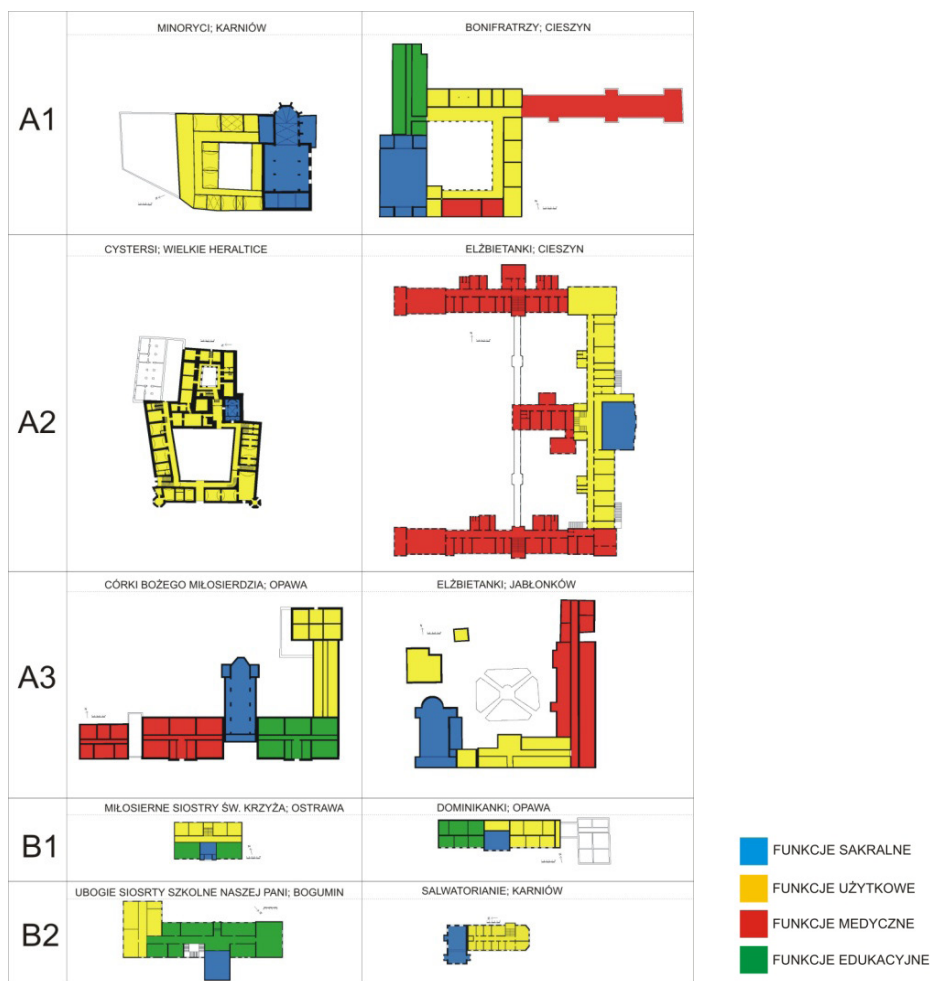 A1
MINORYCI; KARNIÓW
BONIFRATRZY; CIESZYN
A2
CYSTERSI; WIELKIE HERALTICE
ELŻBIETANKI; CIESZYN
A3
CÓRKI BOŻEGO MIŁOSIERDZIA; OPAWA
ELŻBIETANKI; JABŁONKÓW
B1
MIŁOSIERNE SIOSTRY ŚW. KRZYŻA; OSTRAWA
DOMINIKANKI; OPAWA
B2
UBOGIE SIOSRTY SZKOLNE NASZEJ PANI; BOGUMIN
SALWATORIANIE; KARNIÓW
FUNKCJE SAKRALNE
FUNKCJE UŻYTKOWE
FUNKCJE MEDYCZNE
FUNKCJE EDUKACYJNE